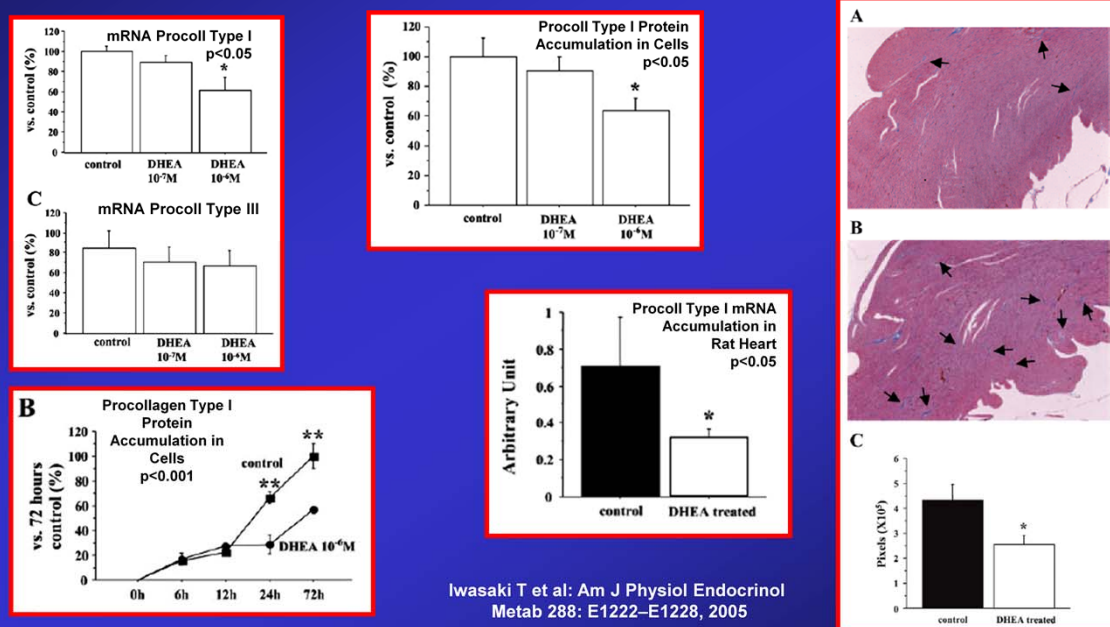 mRNA Procoll Type I
p<0.05
120
100
80
60
40
20
0
vs. control (%)
*
control
DHEA
10⁻⁷M
DHEA
10⁻⁶M
C
mRNA Procoll Type III
120
100
80
60
40
20
0
vs. control (%)
control
DHEA
10⁻⁷M
DHEA
10⁻⁶M
B
Procollagen Type I
Protein
Accumulation in
Cells
p<0.001
120
100
80
60
40
20
0
vs. 72 hours
control (%)
control
**
**
DHEA 10⁻⁶M
0h
6h
12h
24h
72h
Procoll Type I Protein
Accumulation in Cells
p<0.05
120
100
80
60
40
20
0
vs. control (%)
*
control
DHEA
10⁻⁷M
DHEA
10⁻⁶M
Procoll Type I mRNA
Accumulation in
Rat Heart
p<0.05
1
0.8
0.6
0.4
0.2
0
Arbitrary Unit
*
control
DHEA treated
Iwasaki T et al: Am J Physiol Endocrinol
Metab 288: E1222–E1228, 2005
A
B
C
6
5
4
3
2
1
0
Pixels (X10⁵)
*
control
DHEA treated